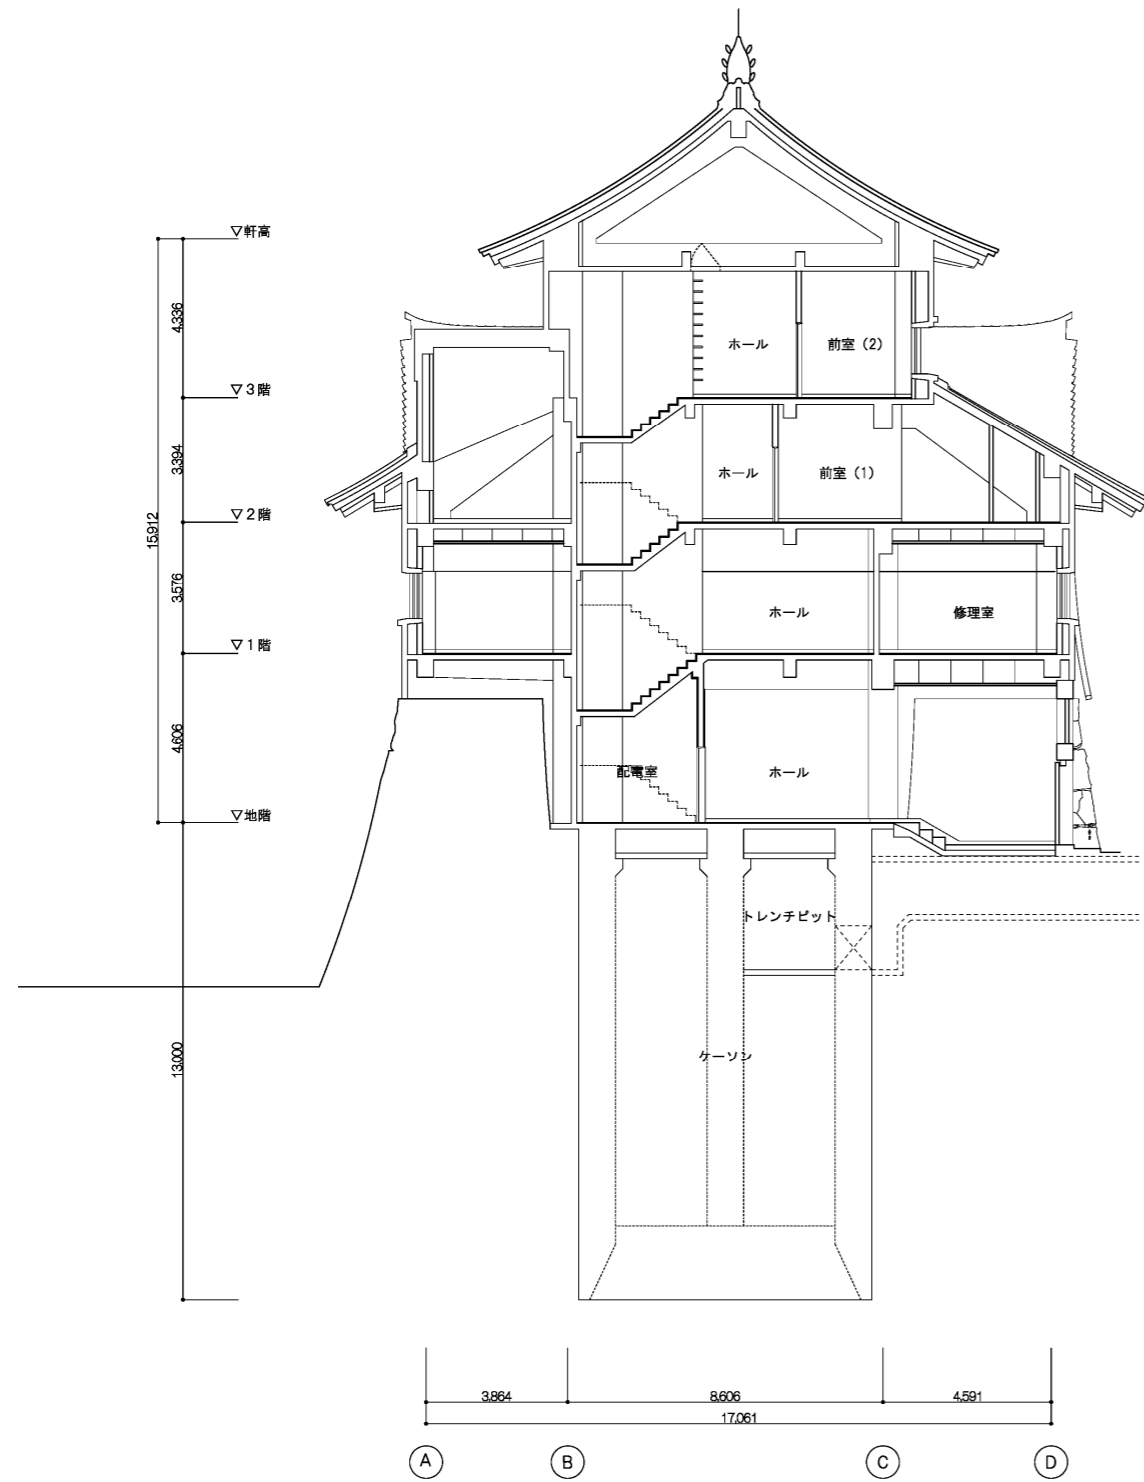 ▽軒高
4,336
ホール
前室（2）
▽3階
3,394
ホール
前室（1）
▽2階
15,912
3,576
ホール
修理室
▽1階
4,606
配電室
ホール
▽地階
トレンチピット
13,000
ケーソン
3,864
8,606
4,591
17,061
A
B
C
D